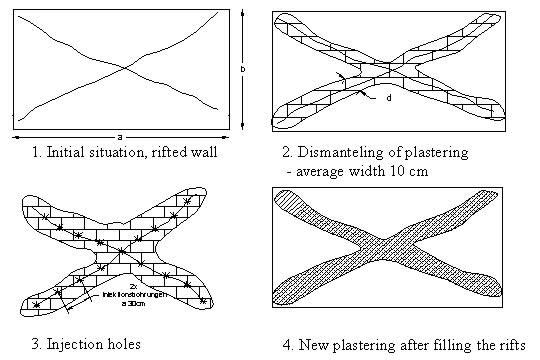 b
a
1. Initial situation, rifted wall
d
2. Dismanteling of plastering
- average width 10 cm
2x
Injektionsbohrungen
a 30cm
3. Injection holes
4. New plastering after filling the rifts